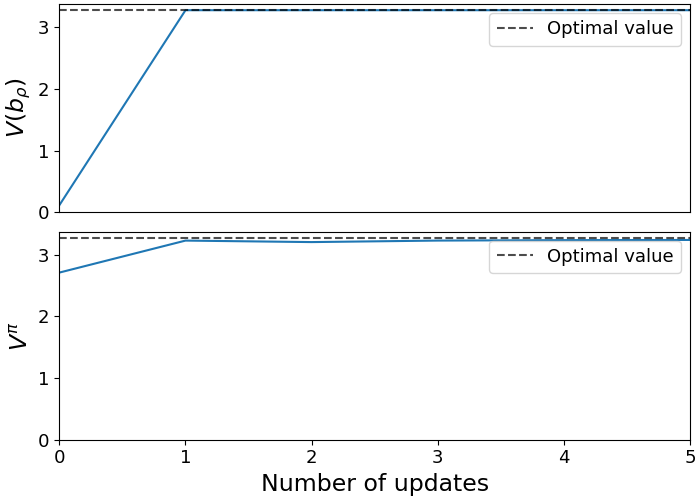 3
2
1
0
V(b_ρ)
Optimal value
3
2
1
0
V^π
Optimal value
0 1 2 3 4 5
Number of updates